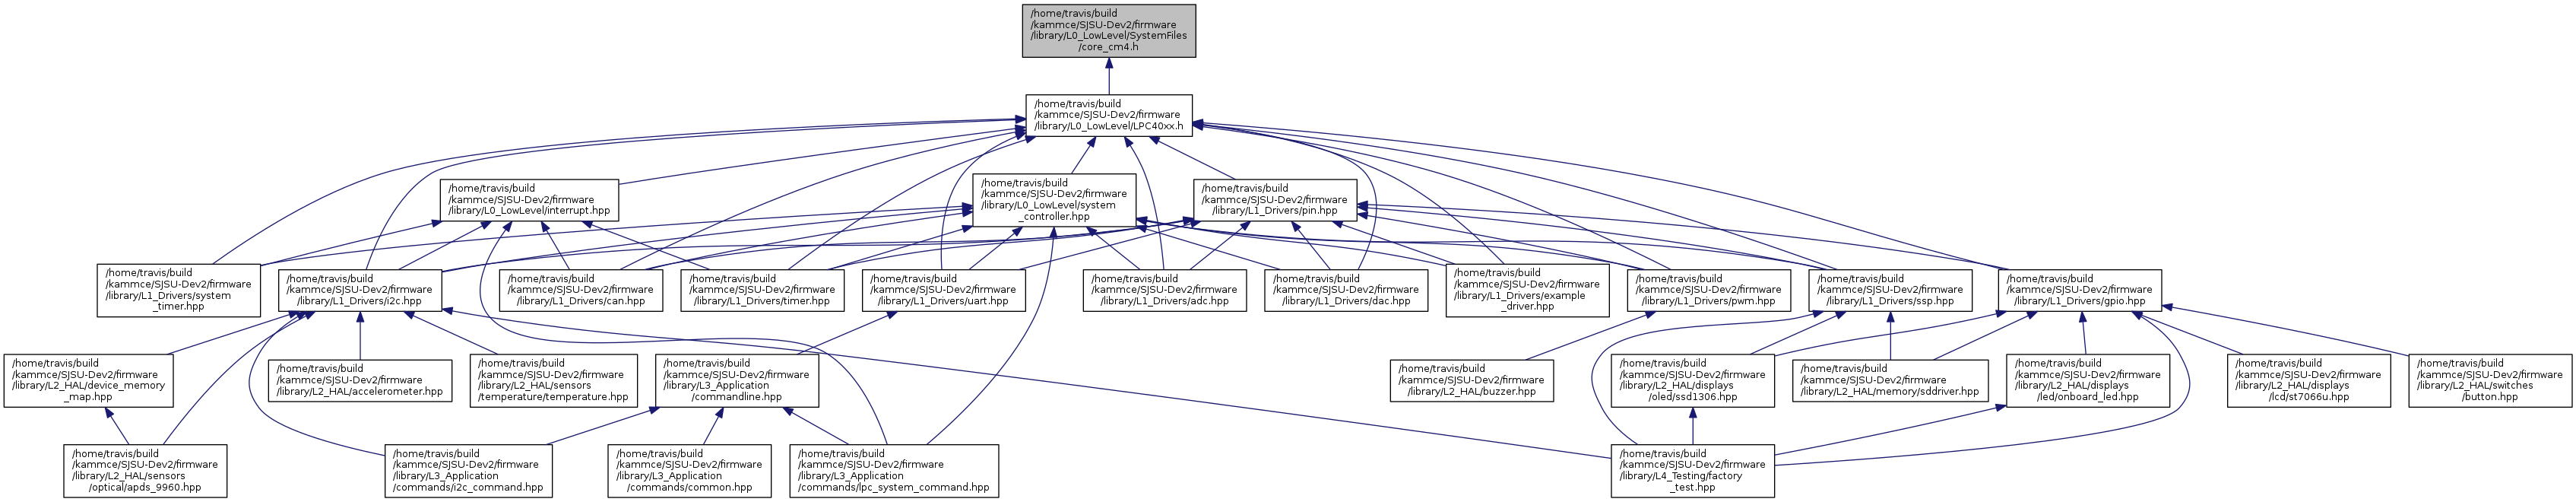 /home/travis/build
/kammce/SJSU-Dev2/firmware
/library/L0_LowLevel/SystemFiles
/core_cm4.h
/home/travis/build
/kammce/SJSU-Dev2/firmware
/library/L0_LowLevel/LPC40xx.h
/home/travis/build
/kammce/SJSU-Dev2/firmware
/library/L0_LowLevel/interrupt.hpp
/home/travis/build
/kammce/SJSU-Dev2/firmware
/library/L0_LowLevel/system
_controller.hpp
/home/travis/build
/kammce/SJSU-Dev2/firmware
/library/L1_Drivers/pin.hpp
/home/travis/build
/kammce/SJSU-Dev2/firmware
/library/L1_Drivers/system
_timer.hpp
/home/travis/build
/kammce/SJSU-Dev2/firmware
/library/L1_Drivers/i2c.hpp
/home/travis/build
/kammce/SJSU-Dev2/firmware
/library/L1_Drivers/can.hpp
/home/travis/build
/kammce/SJSU-Dev2/firmware
/library/L1_Drivers/timer.hpp
/home/travis/build
/kammce/SJSU-Dev2/firmware
/library/L1_Drivers/uart.hpp
/home/travis/build
/kammce/SJSU-Dev2/firmware
/library/L1_Drivers/adc.hpp
/home/travis/build
/kammce/SJSU-Dev2/firmware
/library/L1_Drivers/dac.hpp
/home/travis/build
/kammce/SJSU-Dev2/firmware
/library/L1_Drivers/example
_driver.hpp
/home/travis/build
/kammce/SJSU-Dev2/firmware
/library/L1_Drivers/pwm.hpp
/home/travis/build
/kammce/SJSU-Dev2/firmware
/library/L1_Drivers/ssp.hpp
/home/travis/build
/kammce/SJSU-Dev2/firmware
/library/L1_Drivers/gpio.hpp
/home/travis/build
/kammce/SJSU-Dev2/firmware
/library/L2_HAL/device_memory
_map.hpp
/home/travis/build
/kammce/SJSU-Dev2/firmware
/library/L2_HAL/accelerometer.hpp
/home/travis/build
/kammce/SJSU-Dev2/firmware
/library/L2_HAL/sensors
/temperature/temperature.hpp
/home/travis/build
/kammce/SJSU-Dev2/firmware
/library/L3_Application
/commandline.hpp
/home/travis/build
/kammce/SJSU-Dev2/firmware
/library/L2_HAL/buzzer.hpp
/home/travis/build
/kammce/SJSU-Dev2/firmware
/library/L2_HAL/displays
/oled/ssd1306.hpp
/home/travis/build
/kammce/SJSU-Dev2/firmware
/library/L2_HAL/memory/sddriver.hpp
/home/travis/build
/kammce/SJSU-Dev2/firmware
/library/L2_HAL/displays
/led/onboard_led.hpp
/home/travis/build
/kammce/SJSU-Dev2/firmware
/library/L2_HAL/displays
/lcd/st7066u.hpp
/home/travis/build
/kammce/SJSU-Dev2/firmware
/library/L2_HAL/switches
/button.hpp
/home/travis/build
/kammce/SJSU-Dev2/firmware
/library/L2_HAL/sensors
/optical/apds_9960.hpp
/home/travis/build
/kammce/SJSU-Dev2/firmware
/library/L3_Application
/commands/i2c_command.hpp
/home/travis/build
/kammce/SJSU-Dev2/firmware
/library/L3_Application
/commands/common.hpp
/home/travis/build
/kammce/SJSU-Dev2/firmware
/library/L3_Application
/commands/lpc_system_command.hpp
/home/travis/build
/kammce/SJSU-Dev2/firmware
/library/L4_Testing/factory
_test.hpp